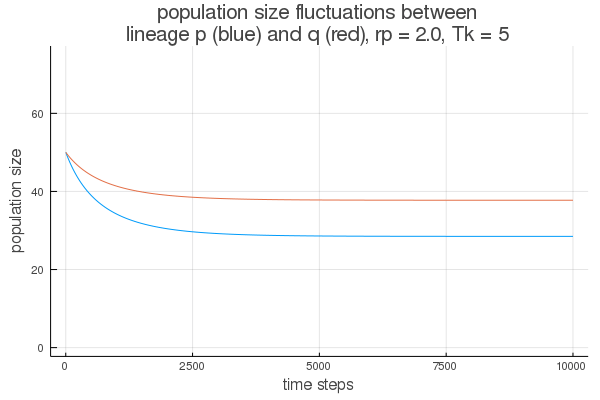 population size fluctuations between
lineage p (blue) and q (red), rp = 2.0, Tk = 5
60
40
20
0
population size
0 2500 5000 7500 10000
time steps